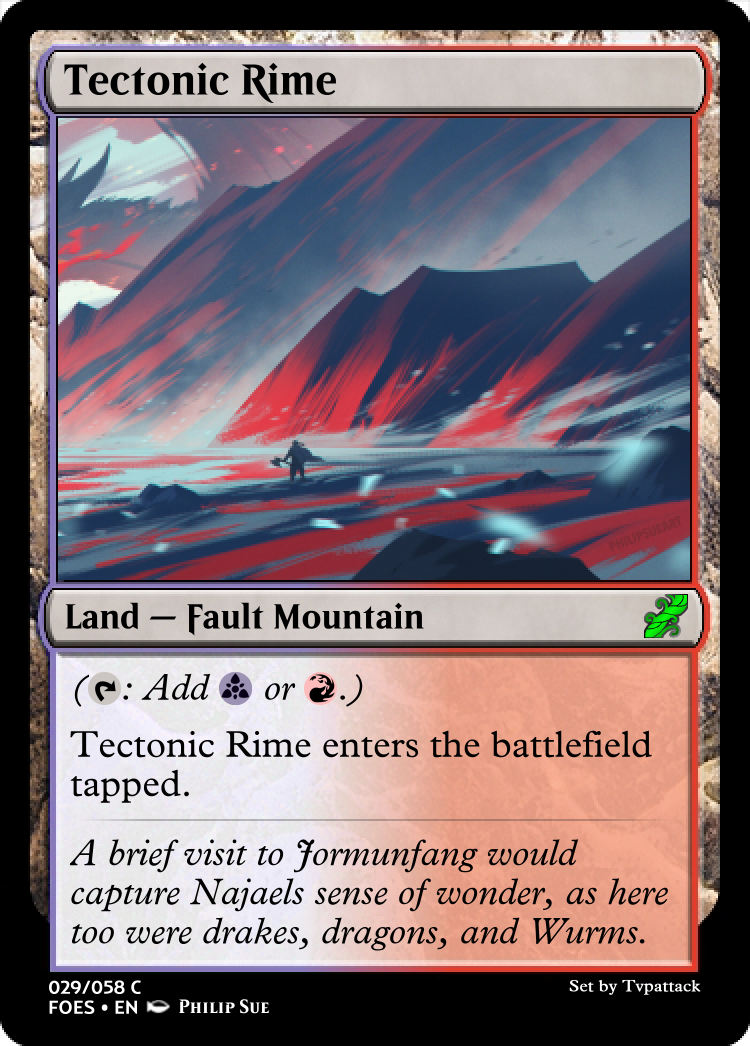 Tectonic Rime
PHILIPSUEART
Land — Fault Mountain
(: Add or .)
Tectonic Rime enters the battlefield
tapped.
A brief visit to Jormunfang would
capture Najaels sense of wonder, as here
too were drakes, dragons, and Wurms.
029/058 C
Set by Tvpattack
FOES • EN Philip Sue